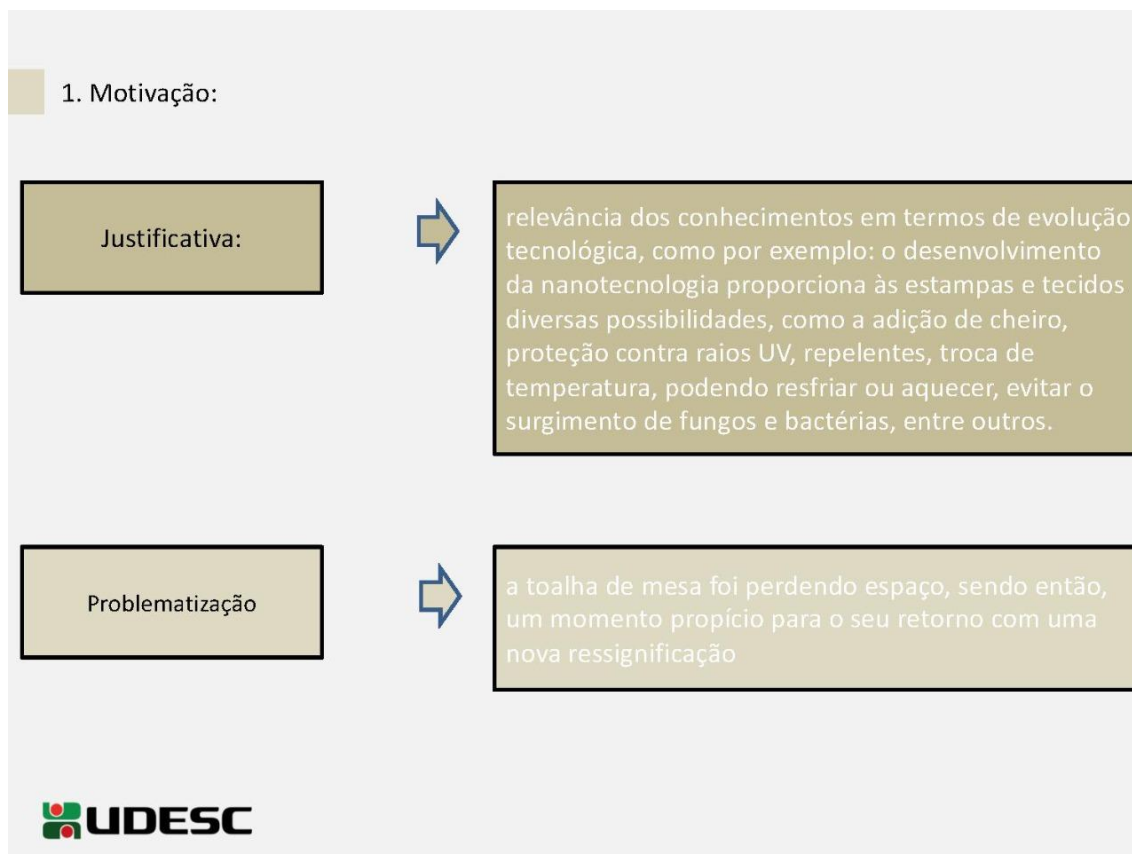 1. Motivação:
Justificativa:
relevância dos conhecimentos em termos de evolução
tecnológica, como por exemplo: o desenvolvimento
da nanotecnologia proporciona às estampas e tecidos
diversas possibilidades, como a adição de cheiro,
proteção contra raios UV, repelentes, troca de
temperatura, podendo resfriar ou aquecer, evitar o
surgimento de fungos e bactérias, entre outros.
Problematização
a toalha de mesa foi perdendo espaço, sendo então,
um momento propício para o seu retorno com uma
nova ressignificação
UDESC